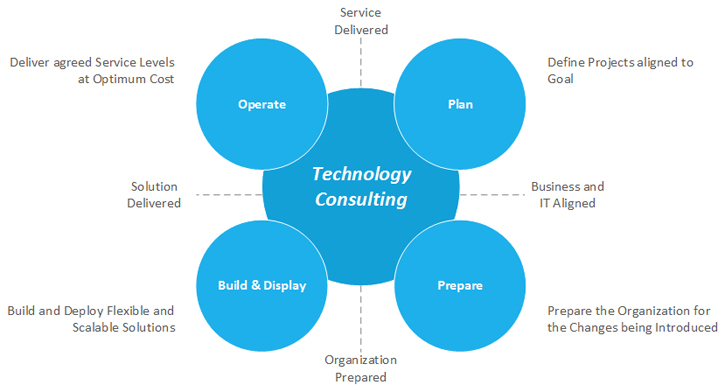 Service
Delivered
Deliver agreed Service Levels
at Optimum Cost
Define Projects aligned to
Goal
Operate
Plan
Technology
Consulting
Solution
Delivered
Business and
IT Aligned
Build & Display
Prepare
Build and Deploy Flexible and
Scalable Solutions
Prepare the Organization for
the Changes being Introduced
Organization
Prepared